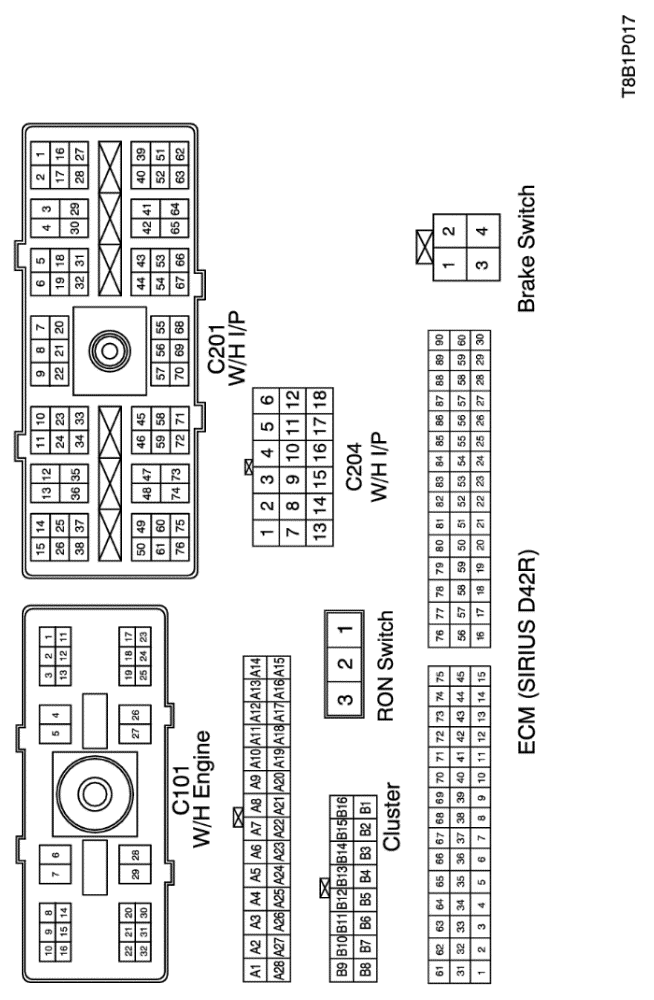 10 9 8 7 6 5 4 3 2 1
16 15 14 13 12 11
22 21 20 29 28 27 26 19 18 17
32 31 30 25 24 23
C101
W/H Engine
15 14 13 12 11 10 9 8 7 6 5 4 3 2 1
26 25 24 23 22 21 20 19 18 17 16
38 37 36 35 34 33 32 31 30 29 28 27
50 49 48 47 46 45 44 43 42 41 40 39
61 60 59 58 57 56 55 54 53 52 51
76 75 74 73 72 71 70 69 68 67 66 65 64 63 62
C201
W/H I/P
A1 A2 A3 A4 A5 A6 A7 A8 A9 A10 A11 A12 A13 A14
A28 A27 A26 A25 A24 A23 A22 A21 A20 A19 A18 A17 A16 A15
1 2 3 4 5 6
7 8 9 10 11 12
13 14 15 16 17 18
C204
W/H I/P
B9 B10 B11 B12 B13 B14 B15 B16
B8 B7 B6 B5 B4 B3 B2 B1
Cluster
3 2 1
RON Switch
61 62 63 64 65 66 67 68 69 70 71 72 73 74 75 76 77 78 79 80 81 82 83 84 85 86 87 88 89 90
31 32 33 34 35 36 37 38 39 40 41 42 43 44 45 56 57 58 59 50 51 52 53 54 55 56 57 58 59 60
1 2 3 4 5 6 7 8 9 10 11 12 13 14 15 16 17 18 19 20 21 22 23 24 25 26 27 28 29 30
ECM (SIRIUS D42R)
1 2
3 4
Brake Switch
T8B1P017